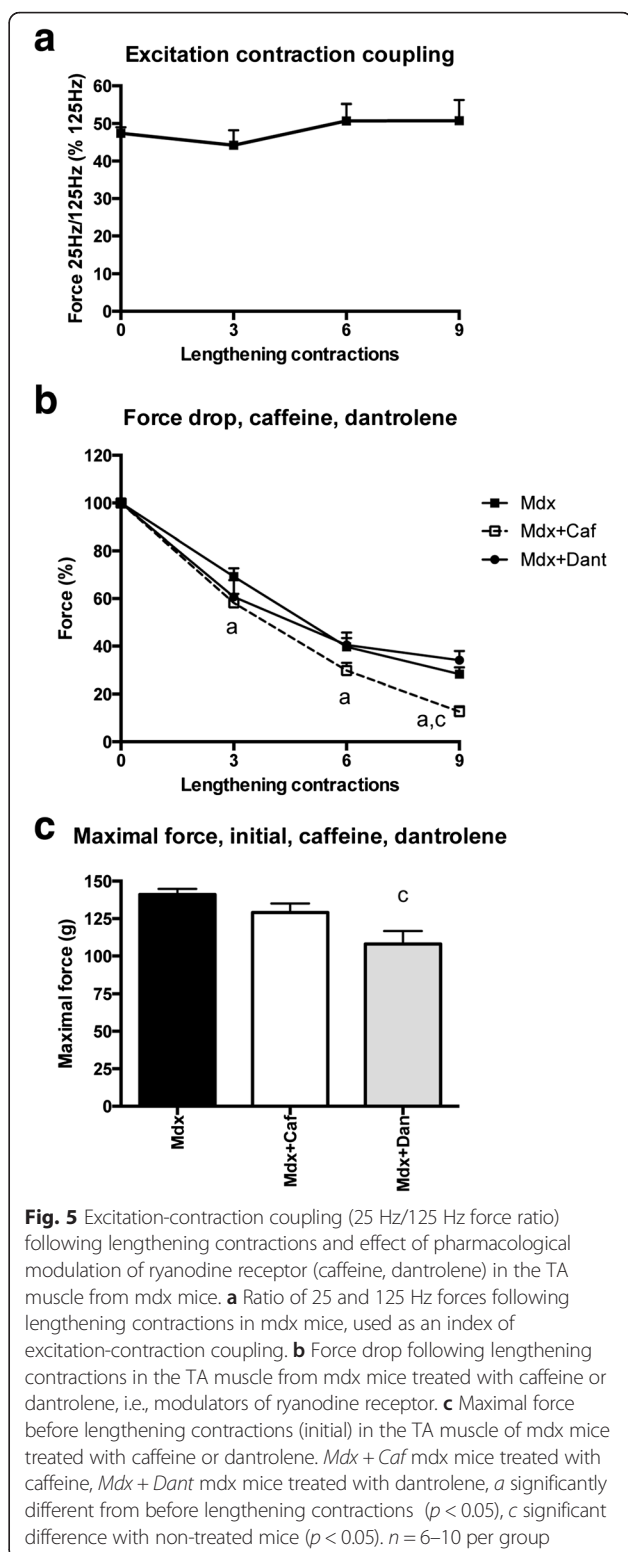 a
Excitation contraction coupling
Force 25Hz/125Hz (% 125Hz)
60
50
40
30
20
10
0
0 3 6 9
Lengthening contractions
b
Force drop, caffeine, dantrolene
Force (%)
120
100
80
60
40
20
0
a
a
a,c
0 3 6 9
Lengthening contractions
Mdx
Mdx+Caf
Mdx+Dant
c Maximal force, initial, caffeine, dantrolene
Maximal force (g)
150
125
100
75
50
25
0
c
Mdx
Mdx+Caf
Mdx+Dan
Fig. 5 Excitation-contraction coupling (25 Hz/125 Hz force ratio)
following lengthening contractions and effect of pharmacological
modulation of ryanodine receptor (caffeine, dantrolene) in the TA
muscle from mdx mice. a Ratio of 25 and 125 Hz forces following
lengthening contractions in mdx mice, used as an index of
excitation-contraction coupling. b Force drop following lengthening
contractions in the TA muscle from mdx mice treated with caffeine or
dantrolene, i.e., modulators of ryanodine receptor. c Maximal force
before lengthening contractions (initial) in the TA muscle of mdx mice
treated with caffeine or dantrolene. Mdx + Caf mdx mice treated with
caffeine, Mdx + Dant mdx mice treated with dantrolene, a significantly
different from before lengthening contractions (p < 0.05), c significant
difference with non-treated mice (p < 0.05). n = 6–10 per group